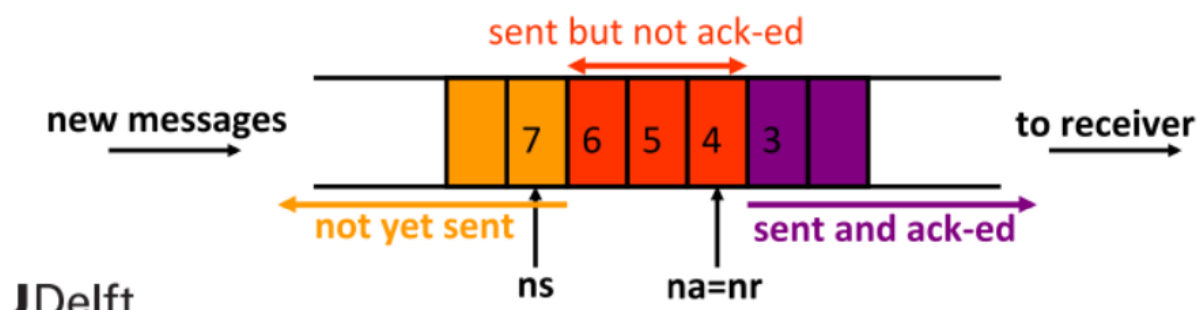 sent but not ack-ed
new messages
7 6 5 4 3
to receiver
not yet sent
sent and ack-ed
ns
na=nr
JDelft